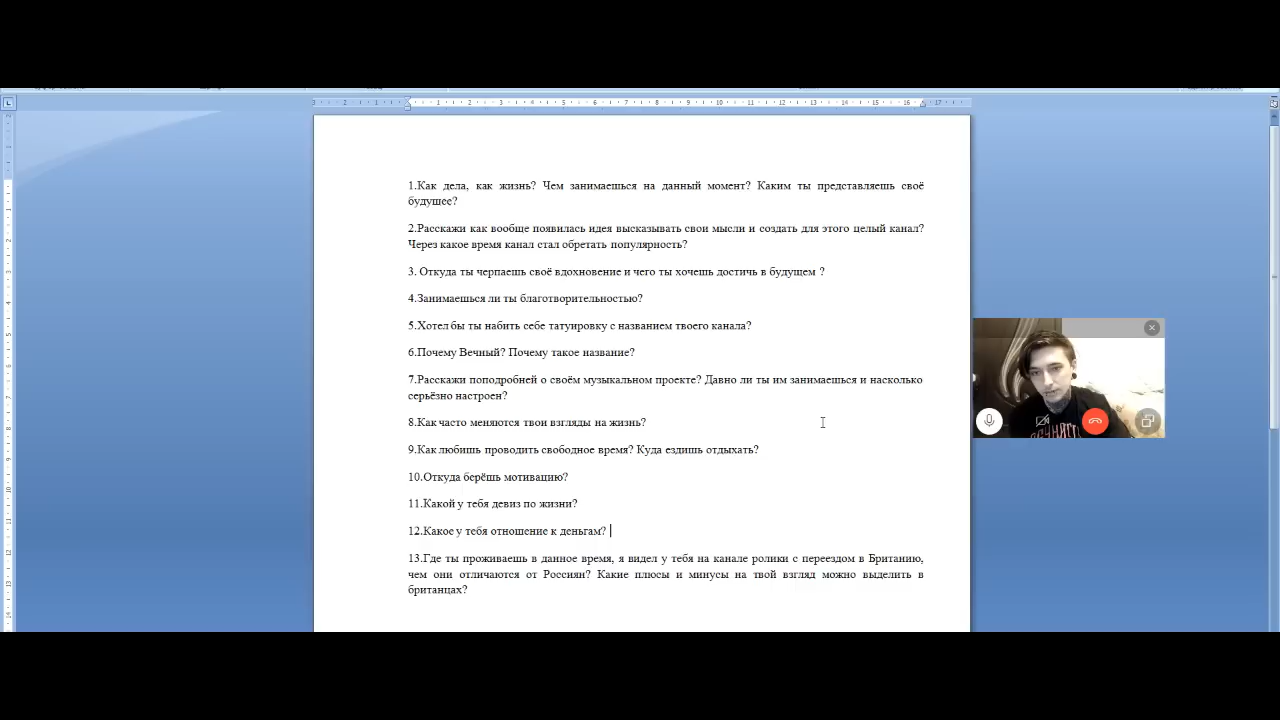 1.Как дела, как жизнь? Чем занимаешься на данный момент? Каким ты представляешь своё
будущее?
2.Расскажи как вообще появилась идея высказывать свои мысли и создать для этого целый канал?
Через какое время канал стал обретать популярность?
3. Откуда ты черпаешь своё вдохновение и чего ты хочешь достичь в будущем ?
4.Занимаешься ли ты благотворительностью?
5.Хотел бы ты набить себе татуировку с названием твоего канала?
6.Почему Вечный? Почему такое название?
7.Расскажи поподробней о своём музыкальном проекте? Давно ли ты им занимаешься и насколько
серьёзно настроен?
8.Как часто меняются твои взгляды на жизнь?
9.Как любишь проводить свободное время? Куда ездишь отдыхать?
10.Откуда берёшь мотивацию?
11.Какой у тебя девиз по жизни?
12.Какое у тебя отношение к деньгам?
13.Где ты проживаешь в данное время, я видел у тебя на канале ролики с переездом в Британию,
чем они отличаются от Россиян? Какие плюсы и минусы на твой взгляд можно выделить в
британцах?